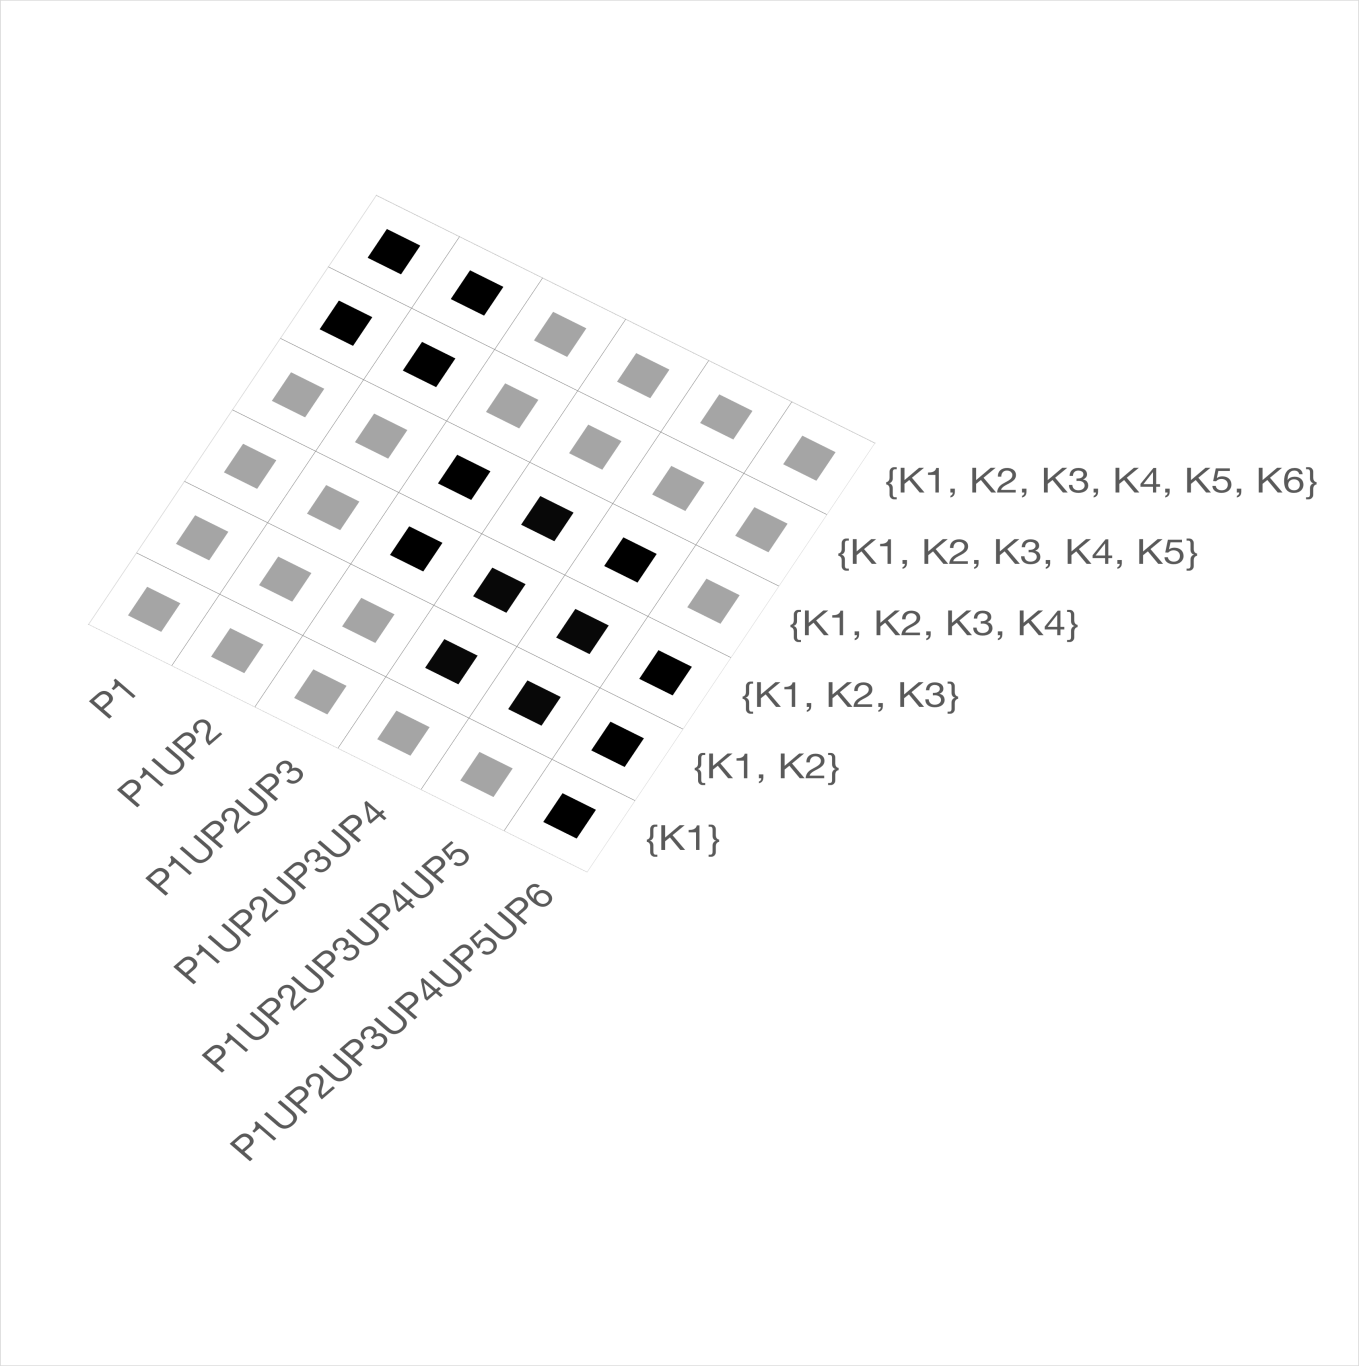 {K1, K2, K3, K4, K5, K6}
{K1, K2, K3, K4, K5}
{K1, K2, K3, K4}
{K1, K2, K3}
{K1, K2}
{K1}
P1
P1UP2
P1UP2UP3
P1UP2UP3UP4
P1UP2UP3UP4UP5
P1UP2UP3UP4UP5UP6